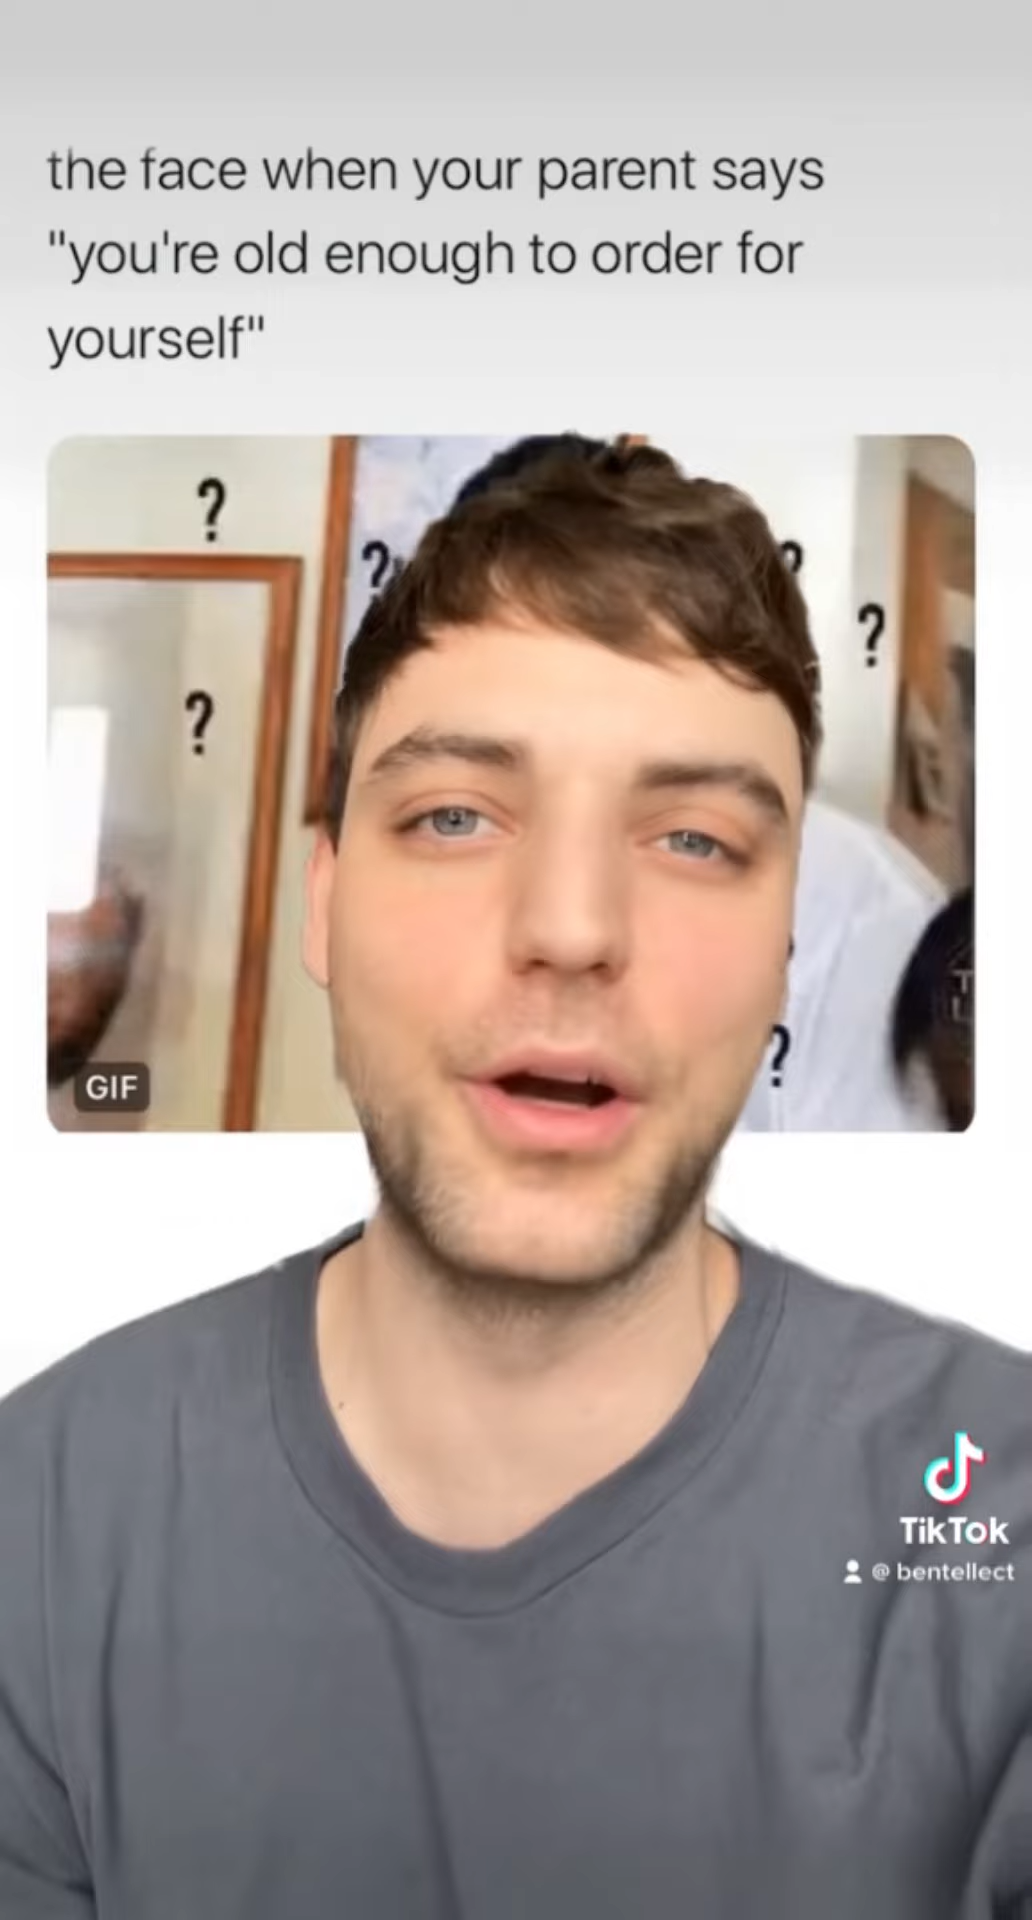 the face when your parent says
"you're old enough to order for
yourself"
?
?
?
?
?
?
GIF
TikTok
@ bentellect